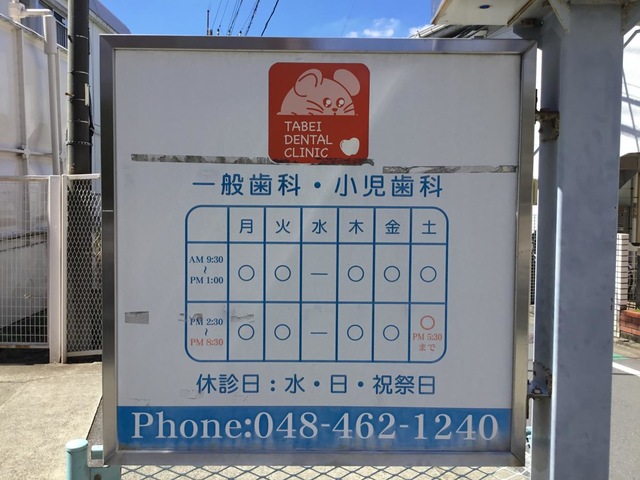 TABEI
DENTAL
CLINIC
一般歯科・小児歯科
月 火 水 木 金 土
AM 9:30
〜
PM 1:00
○ ○ — ○ ○ ○
PM 2:30
〜
PM 8:30
○ ○ — ○ ○ ○
PM 5:30
まで
休診日：水・日・祝祭日
Phone:048-462-1240